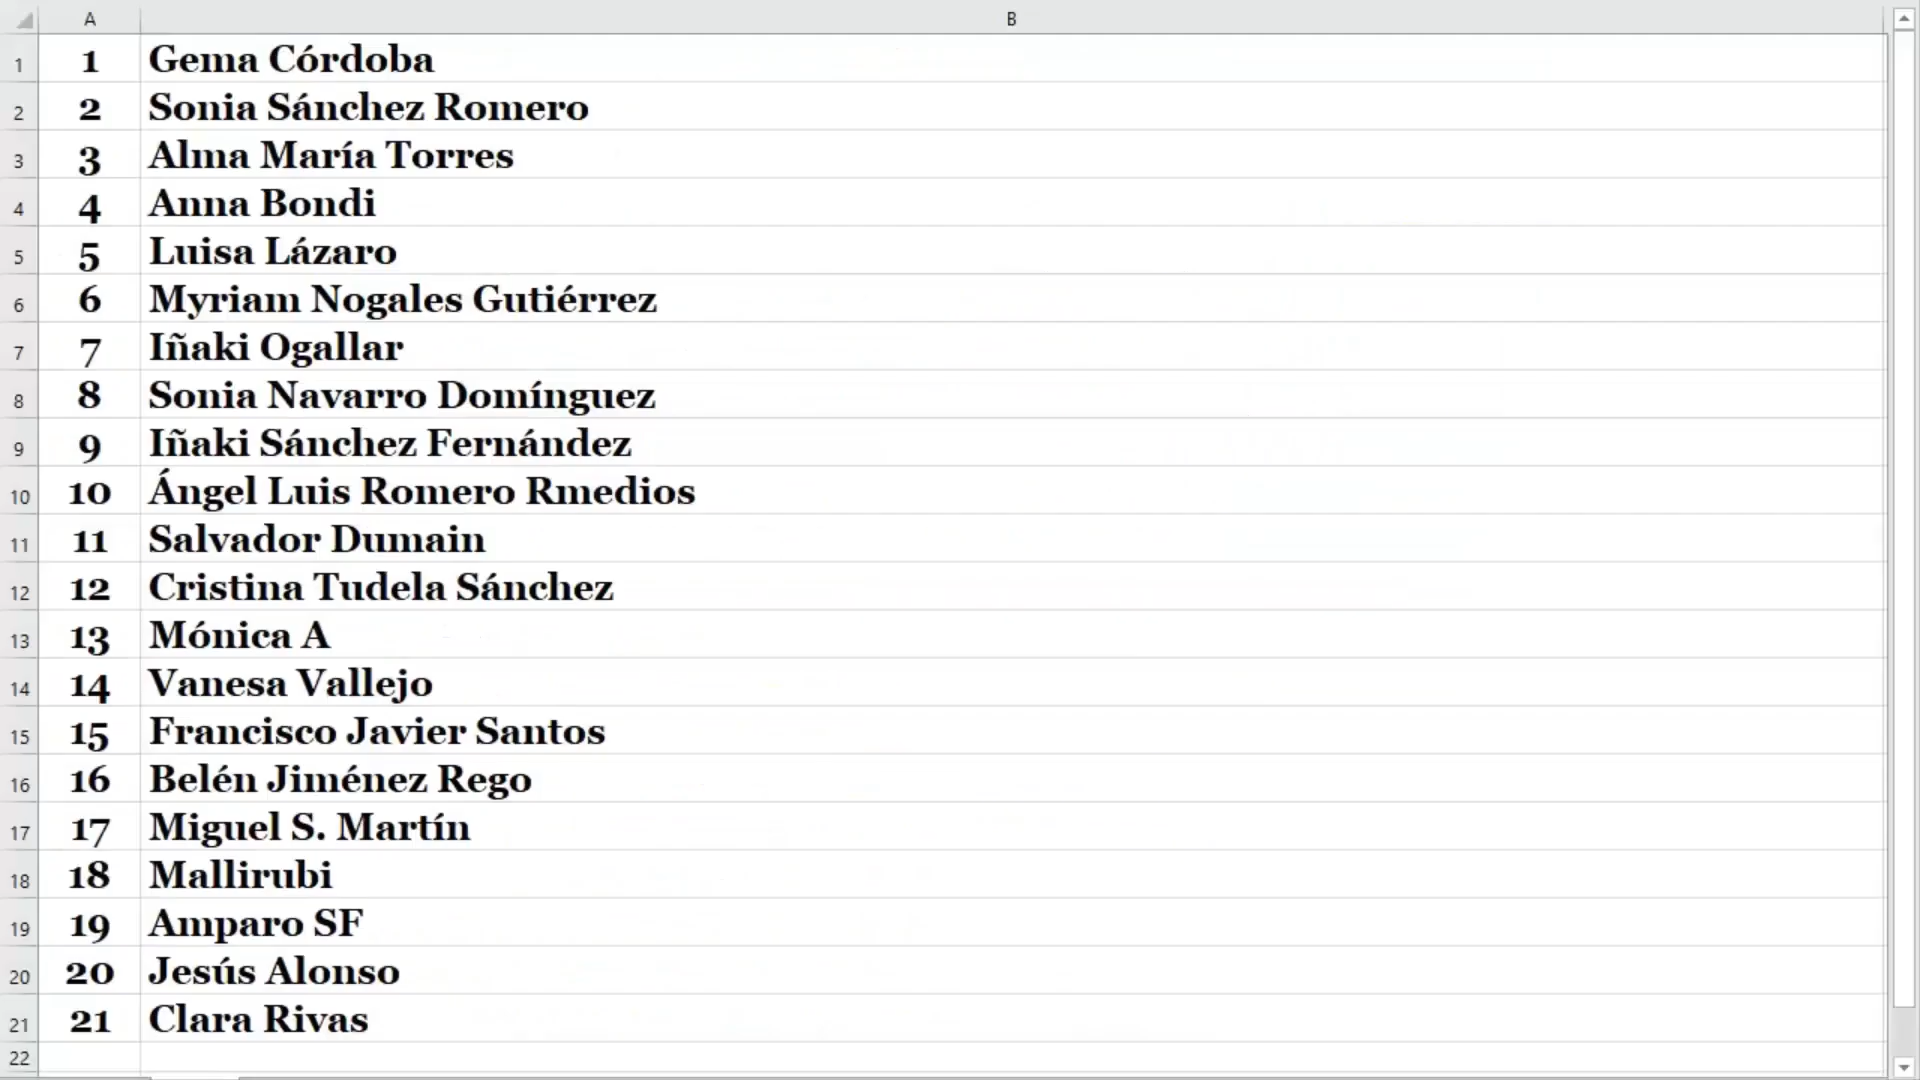 A B
1 1 Gema Córdoba
2 2 Sonia Sánchez Romero
3 3 Alma María Torres
4 4 Anna Bondi
5 5 Luisa Lázaro
6 6 Myriam Nogales Gutiérrez
7 7 Iñaki Ogallar
8 8 Sonia Navarro Domínguez
9 9 Iñaki Sánchez Fernández
10 10 Ángel Luis Romero Rmedios
11 11 Salvador Dumain
12 12 Cristina Tudela Sánchez
13 13 Mónica A
14 14 Vanesa Vallejo
15 15 Francisco Javier Santos
16 16 Belén Jiménez Rego
17 17 Miguel S. Martín
18 18 Mallirubi
19 19 Amparo SF
20 20 Jesús Alonso
21 21 Clara Rivas
22